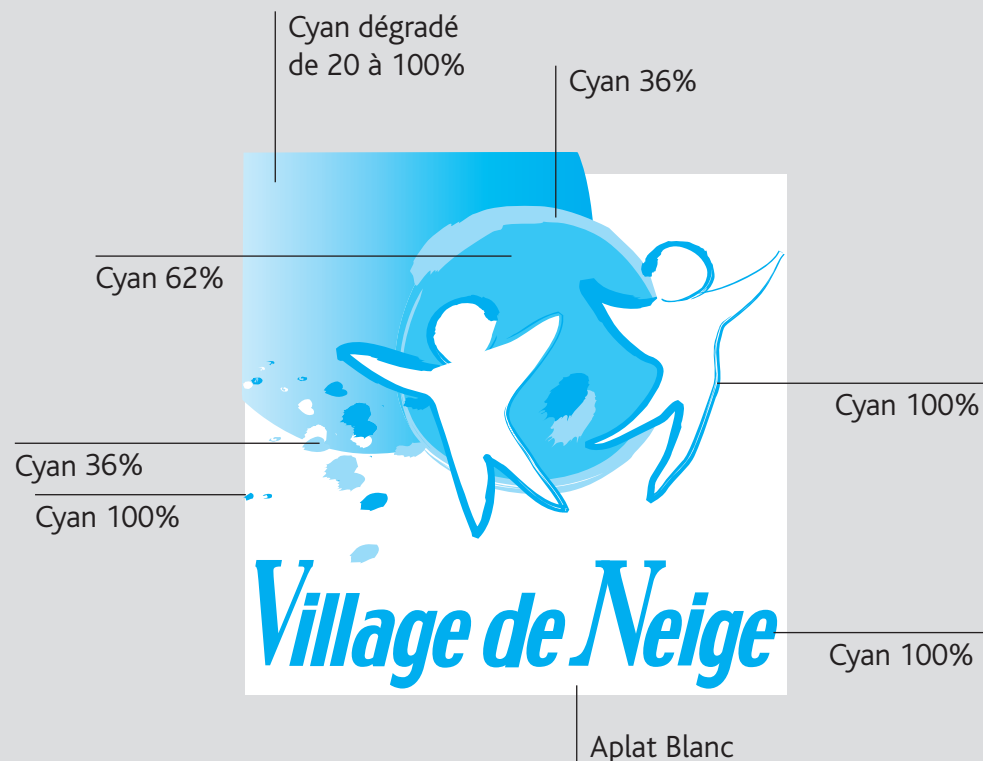 Cyan dégradé
de 20 à 100%
Cyan 36%
Cyan 62%
Cyan 100%
Cyan 36%
Cyan 100%
Village de Neige
Cyan 100%
Aplat Blanc